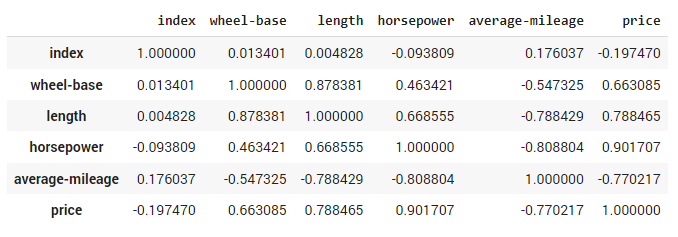 index wheel-base length horsepower average-mileage price
index 1.000000 0.013401 0.004828 -0.093809 0.176037 -0.197470
wheel-base 0.013401 1.000000 0.878381 0.463421 -0.547325 0.663085
length 0.004828 0.878381 1.000000 0.668555 -0.788429 0.788465
horsepower -0.093809 0.463421 0.668555 1.000000 -0.808804 0.901707
average-mileage 0.176037 -0.547325 -0.788429 -0.808804 1.000000 -0.770217
price -0.197470 0.663085 0.788465 0.901707 -0.770217 1.000000